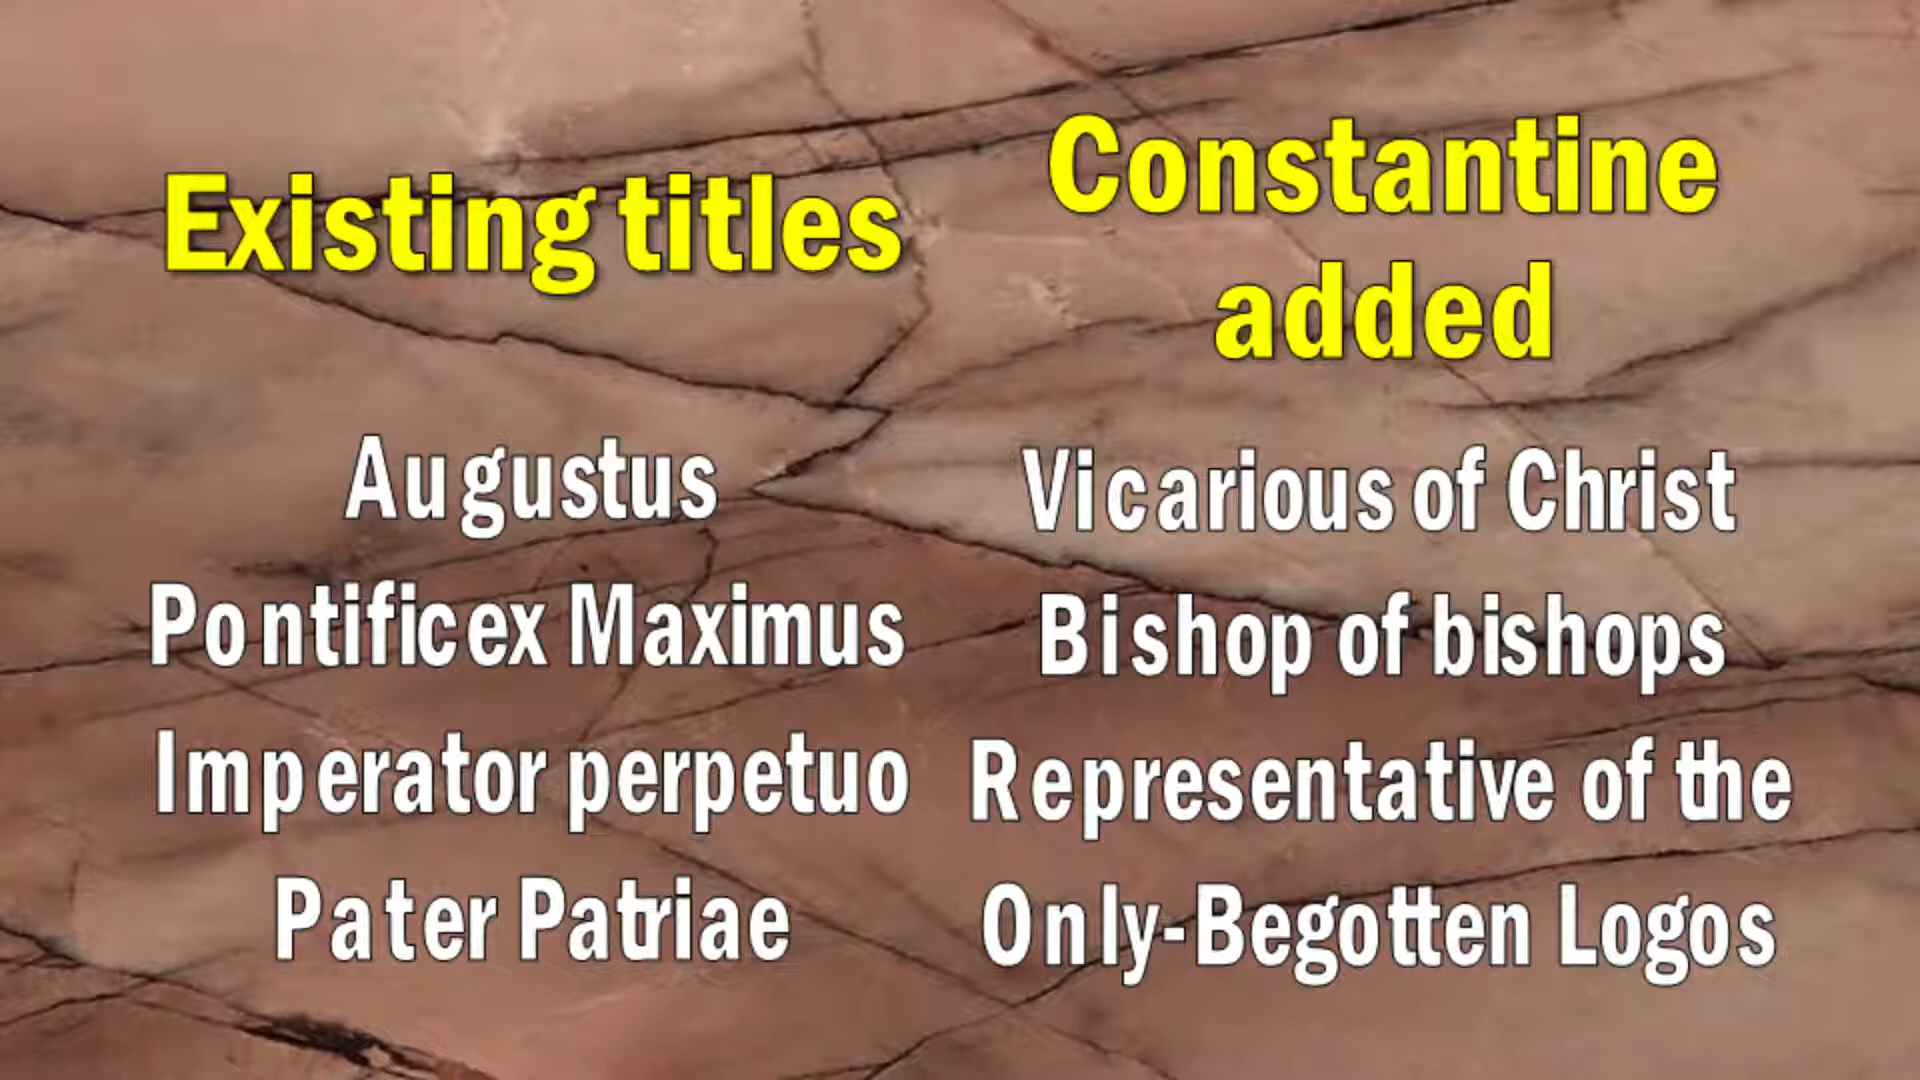 Existing titles
Augustus
Pontificex Maximus
Imperator perpetuo
Pater Patriae
Constantine
added
Vicarious of Christ
Bishop of bishops
Representative of the
Only-Begotten Logos